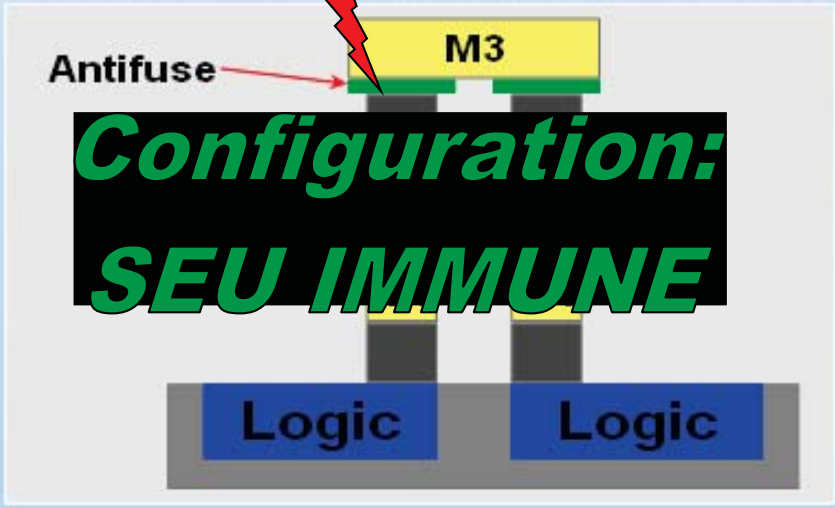 M3
Antifuse
Configuration:
SEU IMMUNE
Logic Logic